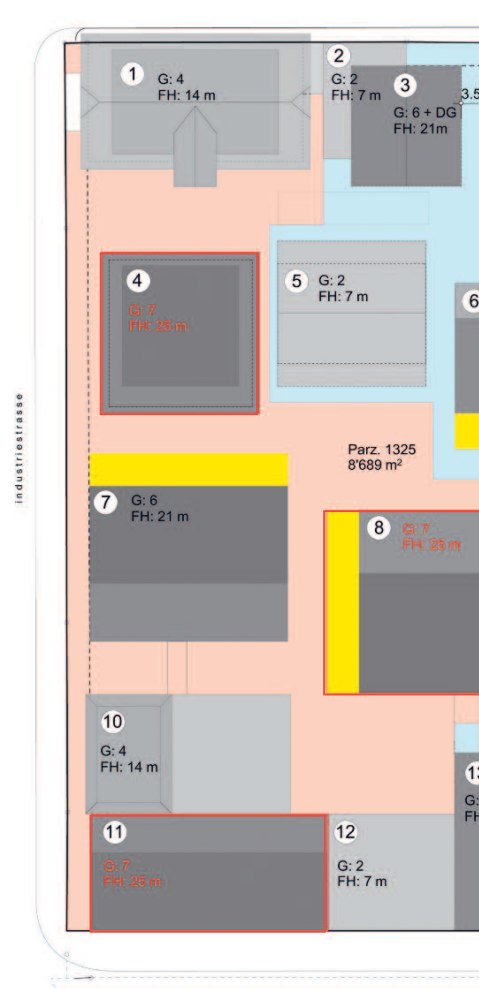 1
G: 4
FH: 14 m
2
G: 2
FH: 7 m
3
G: 6 + DG
FH: 21m
3.5
4
G: 7
FH: 25 m
5
G: 2
FH: 7 m
6
industriestrasse
Parz. 1325
8'689 m²
7
G: 6
FH: 21 m
8
G: 7
FH: 25 m
10
G: 4
FH: 14 m
13
G:
FH
11
G: 7
FH: 25 m
12
G: 2
FH: 7 m